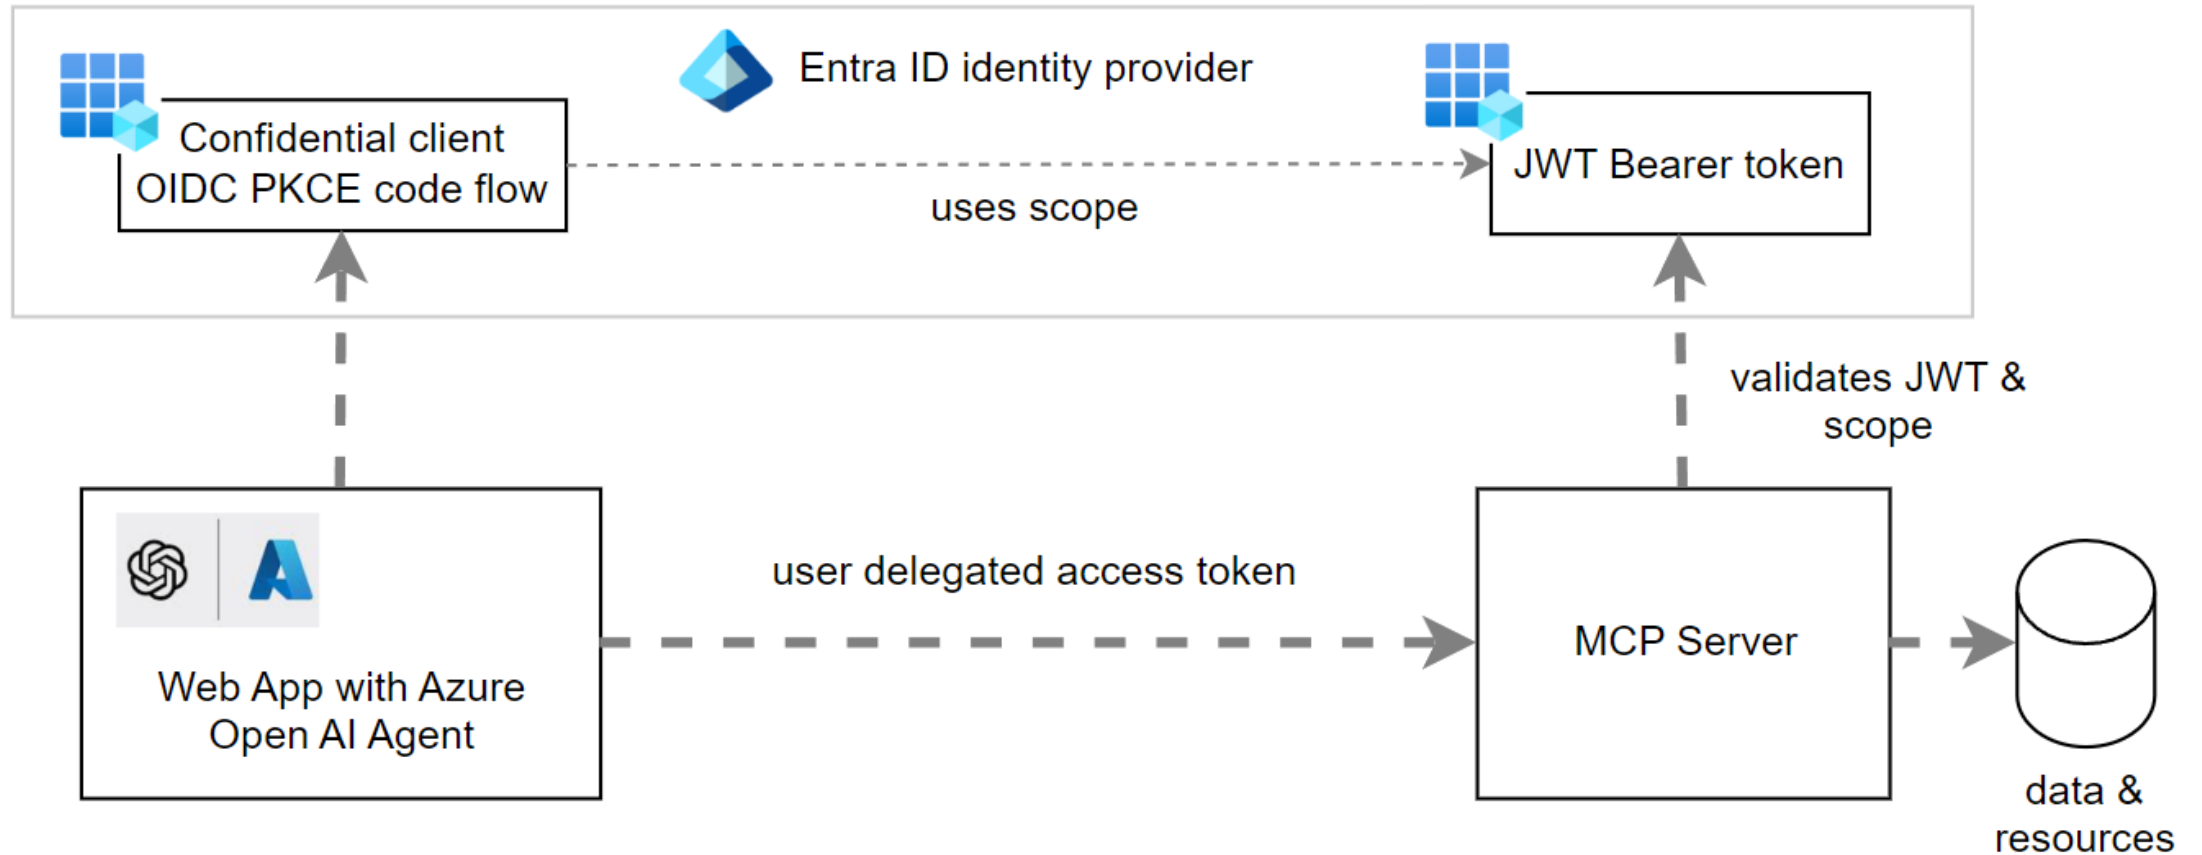 Entra ID identity provider
Confidential client
OIDC PKCE code flow
uses scope
JWT Bearer token
validates JWT &
scope
user delegated access token
Web App with Azure
Open AI Agent
MCP Server
data &
resources